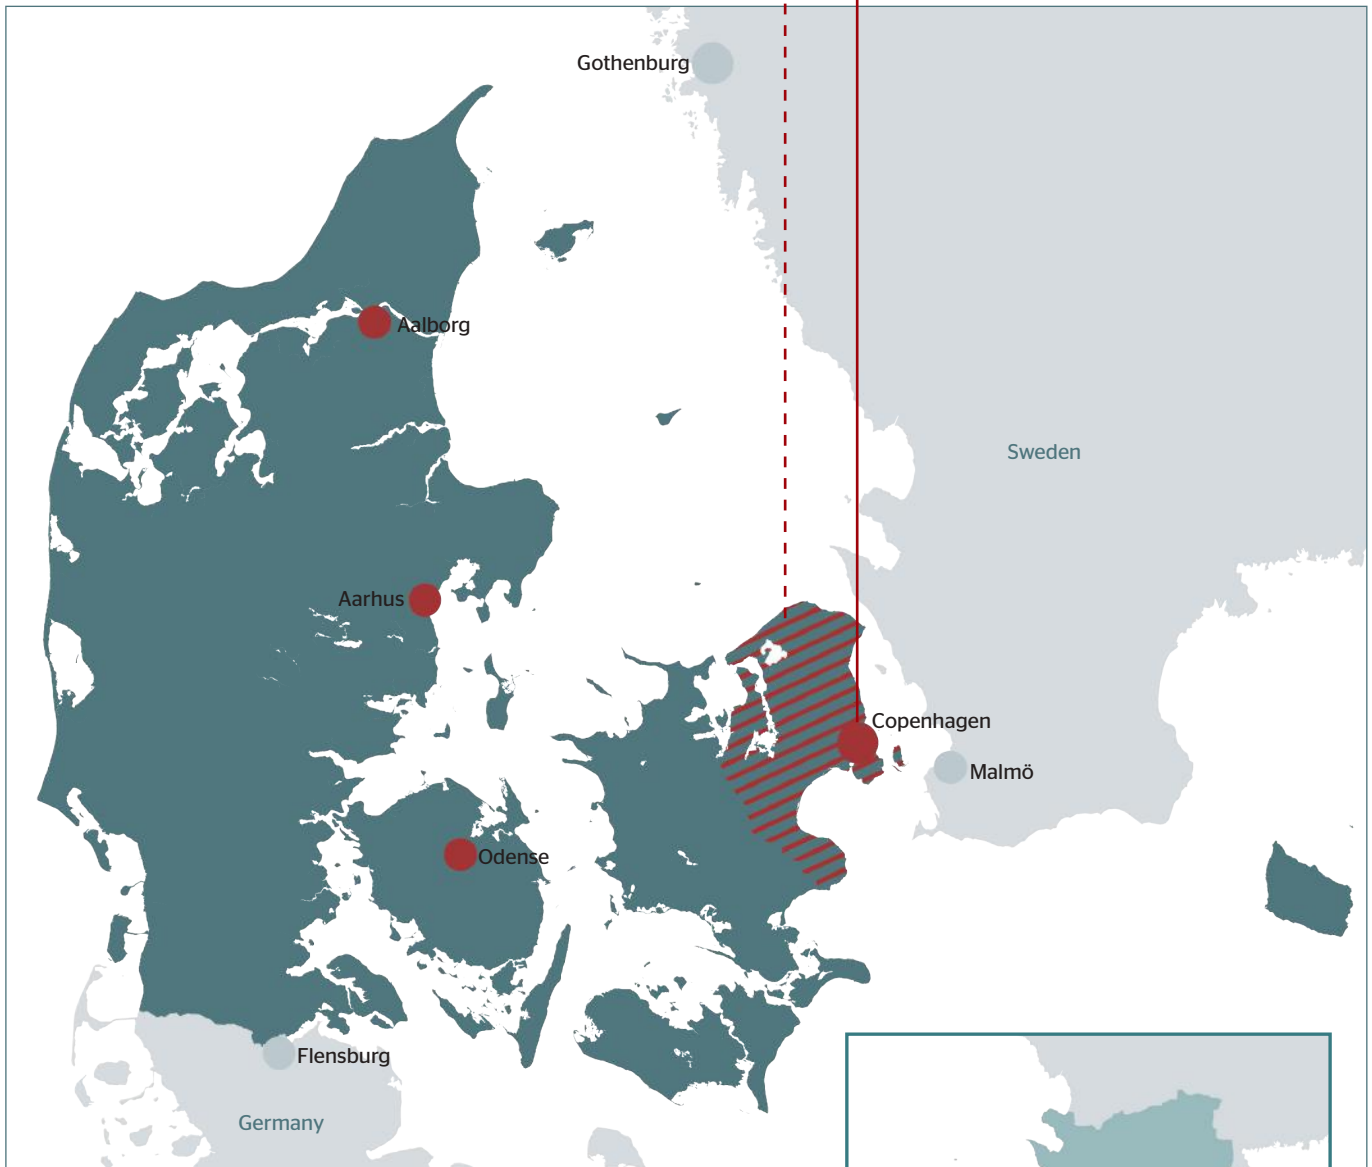 Gothenburg
Aalborg
Sweden
Aarhus
Copenhagen
Malmö
Odense
Flensburg
Germany